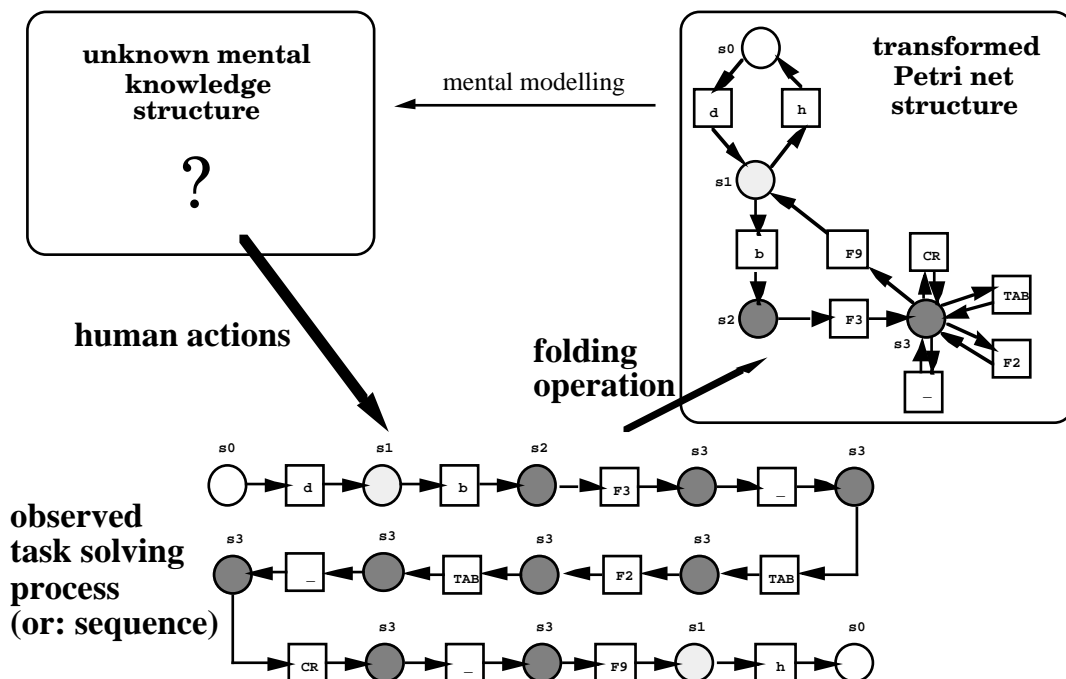 unknown mental
knowledge
structure
?
mental modelling
transformed
Petri net
structure
s0
d
h
s1
b
F9
CR
TAB
s2
F3
s3
F2
_
human actions
folding
operation
observed
task solving
process
(or: sequence)
s0 s1 s2 s3 s3
d b F3 _
s3 s3 s3 s3
_ TAB F2 TAB
s3 s3 s1 s0
CR _ F9 h